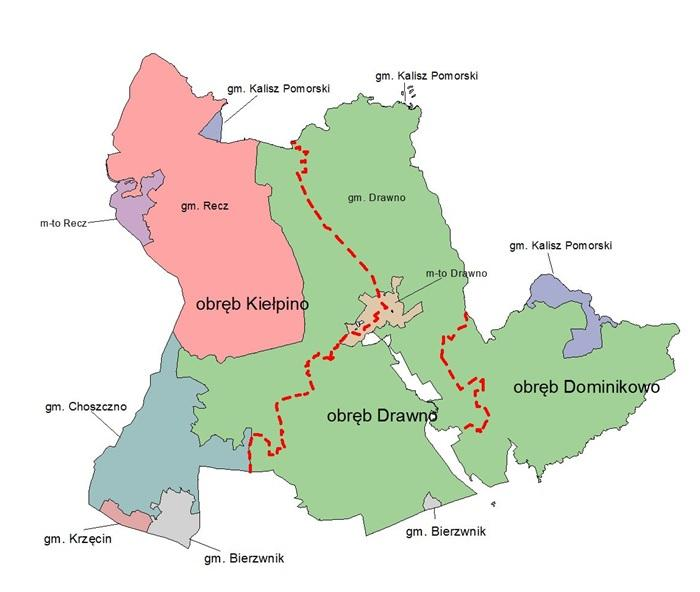 gm. Kalisz Pomorski
gm. Kalisz Pomorski
gm. Drawno
gm. Recz
m-to Recz
gm. Kalisz Pomorski
m-to Drawno
obręb Kiełpino
obręb Dominikowo
gm. Choszczno
obręb Drawno
gm. Bierzwnik
gm. Krzęcin
gm. Bierzwnik